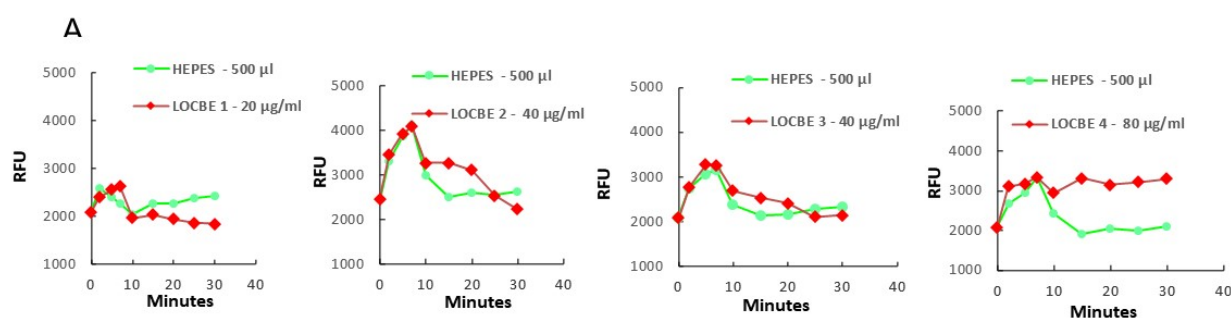 A
HEPES - 500 µl
LOCBE 1 - 20 µg/ml
RFU
5000
4000
3000
2000
1000
0 10 20 30 40
Minutes
HEPES - 500 µl
LOCBE 2 - 40 µg/ml
RFU
5000
4000
3000
2000
1000
0 10 20 30 40
Minutes
HEPES - 500 µl
LOCBE 3 - 40 µg/ml
RFU
5000
4000
3000
2000
1000
0 10 20 30 40
Minutes
HEPES - 500 µl
LOCBE 4 - 80 µg/ml
RFU
5000
4000
3000
2000
1000
0 10 20 30 40
Minutes